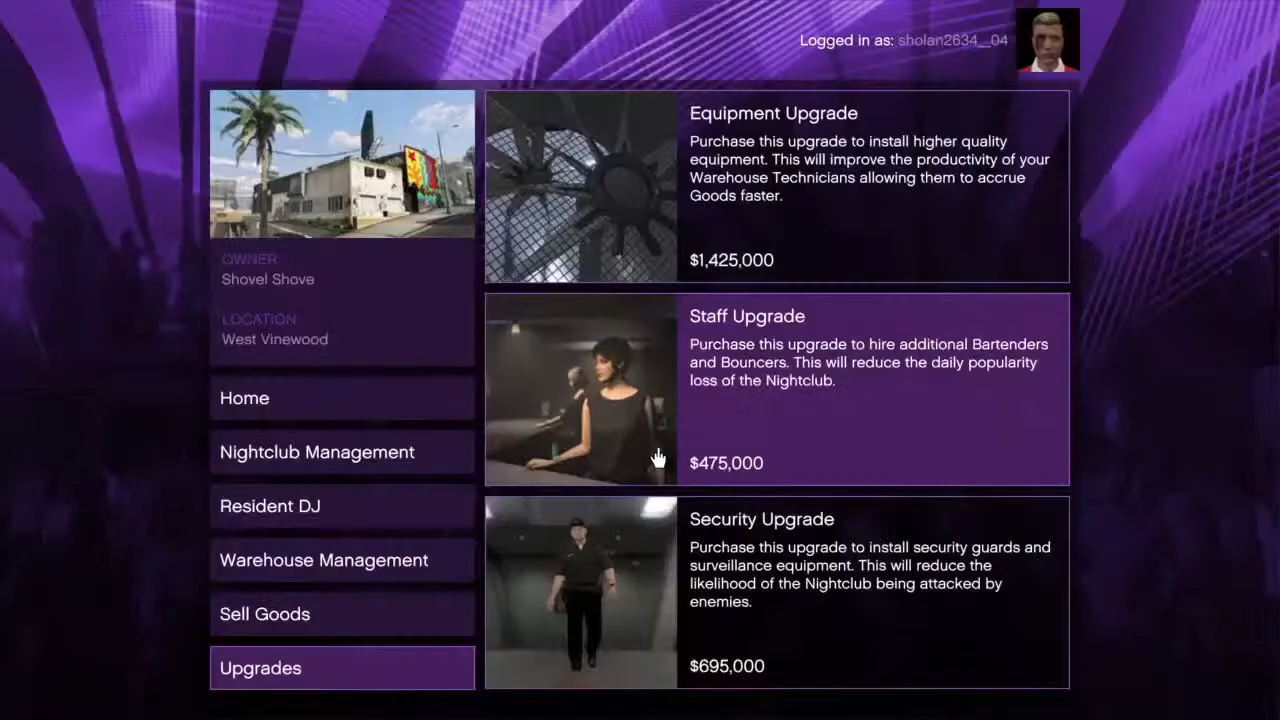 Logged in as: sholan2634__04
OWNER
Shovel Shove
LOCATION
West Vinewood
Home
Nightclub Management
Resident DJ
Warehouse Management
Sell Goods
Upgrades
Equipment Upgrade
Purchase this upgrade to install higher quality
equipment. This will improve the productivity of your
Warehouse Technicians allowing them to accrue
Goods faster.
$1,425,000
Staff Upgrade
Purchase this upgrade to hire additional Bartenders
and Bouncers. This will reduce the daily popularity
loss of the Nightclub.
$475,000
Security Upgrade
Purchase this upgrade to install security guards and
surveillance equipment. This will reduce the
likelihood of the Nightclub being attacked by
enemies.
$695,000